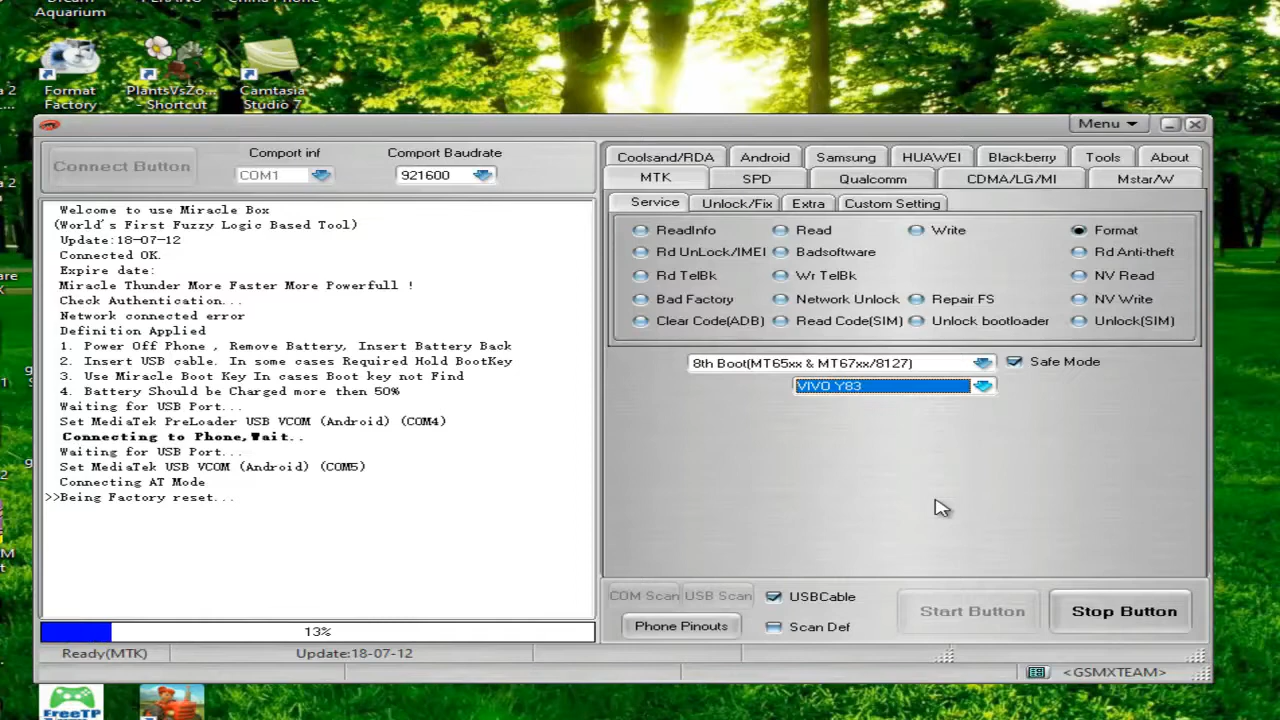 Dream
Aquarium
Format
Factory
PlantsVsZo...
- Shortcut
Camtasia
Studio 7
Menu
Connect Button
Comport inf
COM1
Comport Baudrate
921600
Coolsand/RDA
Android
Samsung
HUAWEI
Blackberry
Tools
About
MTK
SPD
Qualcomm
CDMA/LG/MI
Mstar/W
Service
Unlock/Fix
Extra
Custom Setting
ReadInfo
Read
Write
Format
Rd UnLock/IMEI
Badsoftware
Rd Anti-theft
Rd TelBk
Wr TelBk
NV Read
Bad Factory
Network Unlock
Repair FS
NV Write
Clear Code(ADB)
Read Code(SIM)
Unlock bootloader
Unlock(SIM)
8th Boot(MT65xx & MT67xx/8127)
Safe Mode
VIVO Y83
Welcome to use Miracle Box
(World's First Fuzzy Logic Based Tool)
Update:18-07-12
Connected OK.
Expire date:
Miracle Thunder More Faster More Powerfull !
Check Authentication...
Network connected error
Definition Applied
1. Power Off Phone , Remove Battery, Insert Battery Back
2. Insert USB cable. In some cases Required Hold BootKey
3. Use Miracle Boot Key In cases Boot key not Find
4. Battery Should be Charged more then 50%
Waiting for USB Port...
Set MediaTek PreLoader USB VCOM (Android) (COM4)
Connecting to Phone,Wait..
Waiting for USB Port...
Set MediaTek USB VCOM (Android) (COM5)
Connecting AT Mode
>>Being Factory reset...
COM Scan
USB Scan
USBCable
Phone Pinouts
Scan Def
Start Button
Stop Button
13%
Ready(MTK)
Update:18-07-12
<GSMXTEAM>
FreeTP